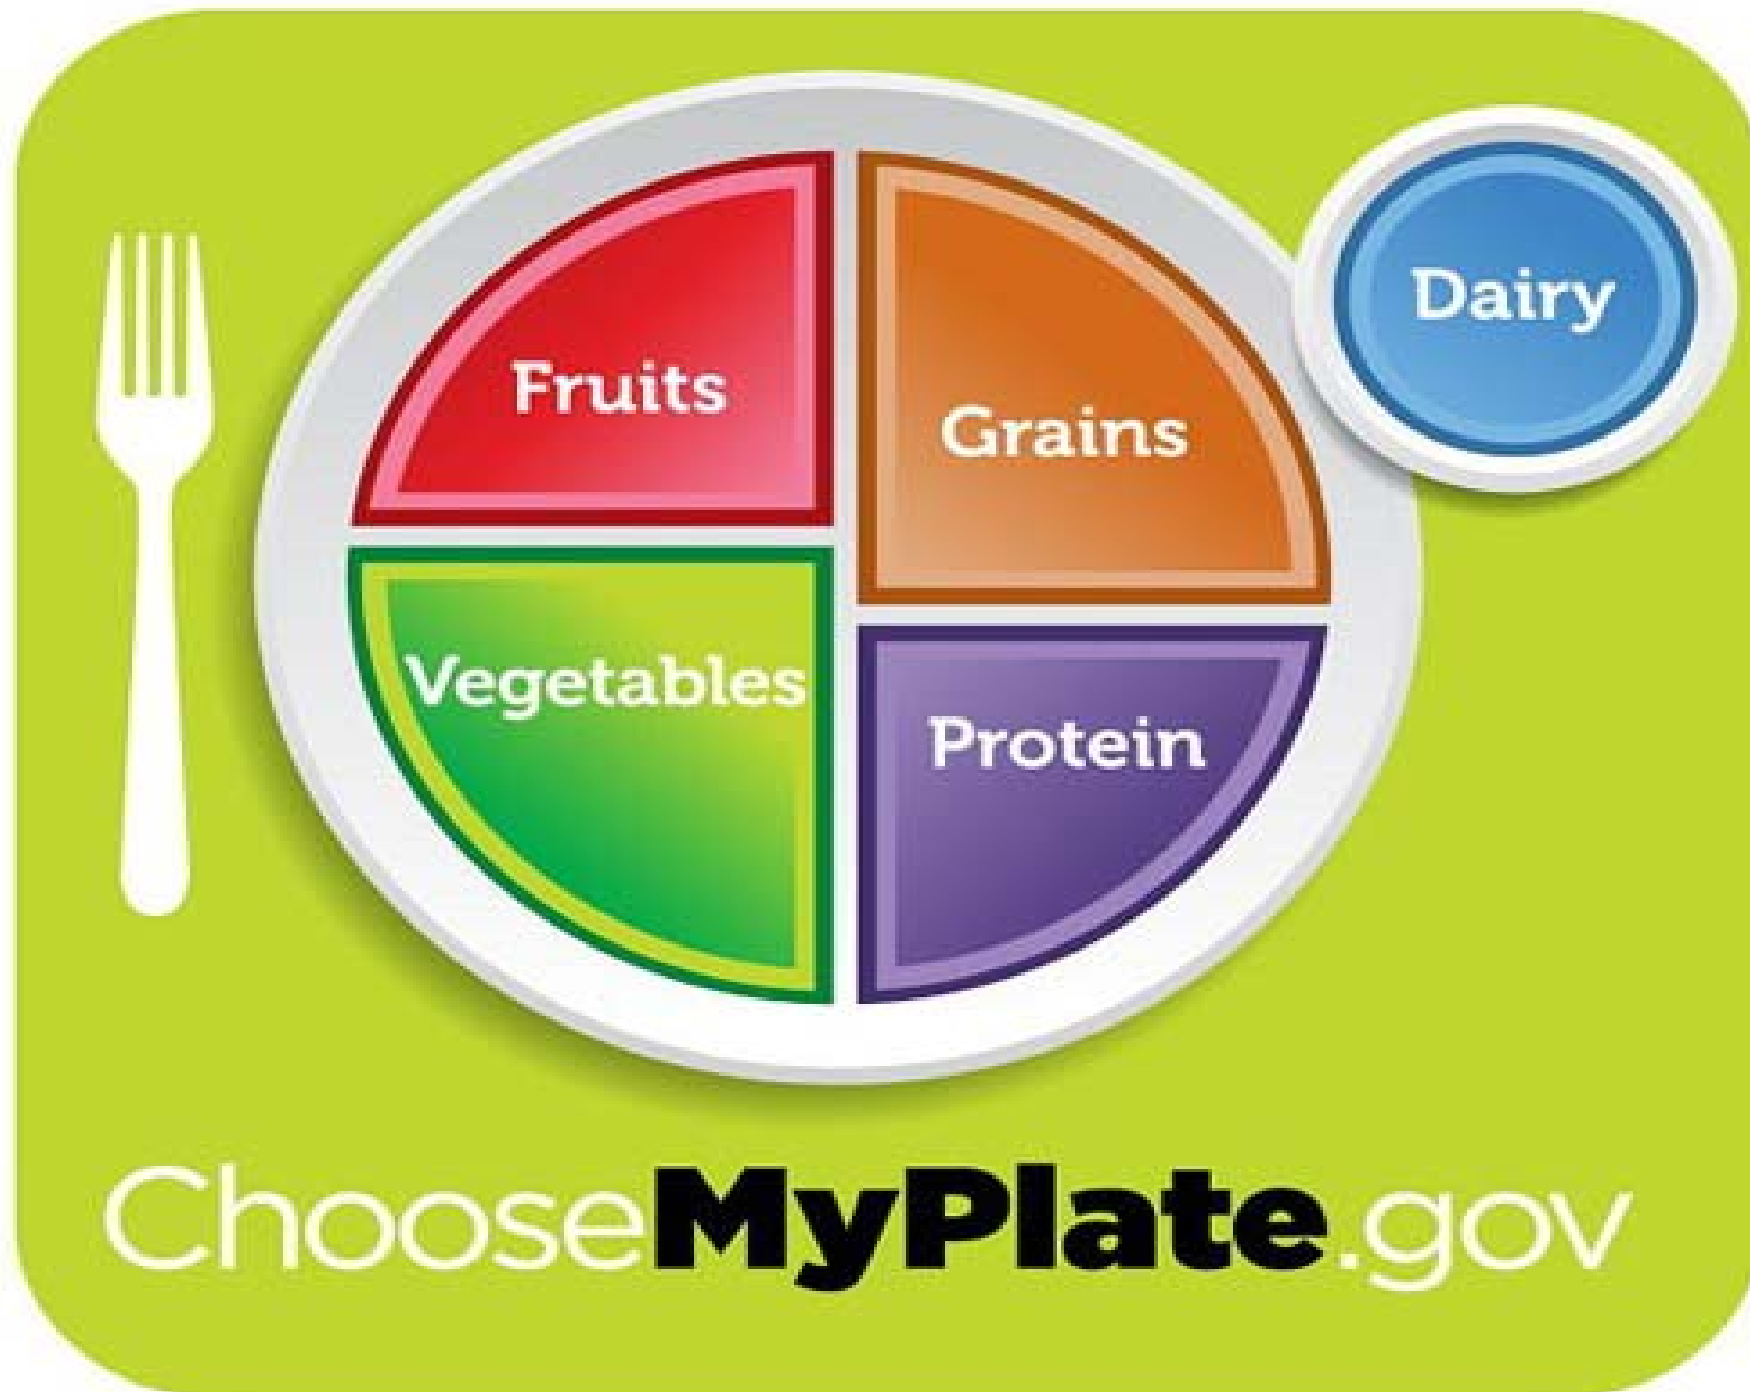 Dairy
Fruits
Grains
Vegetables
Protein
ChooseMyPlate.gov